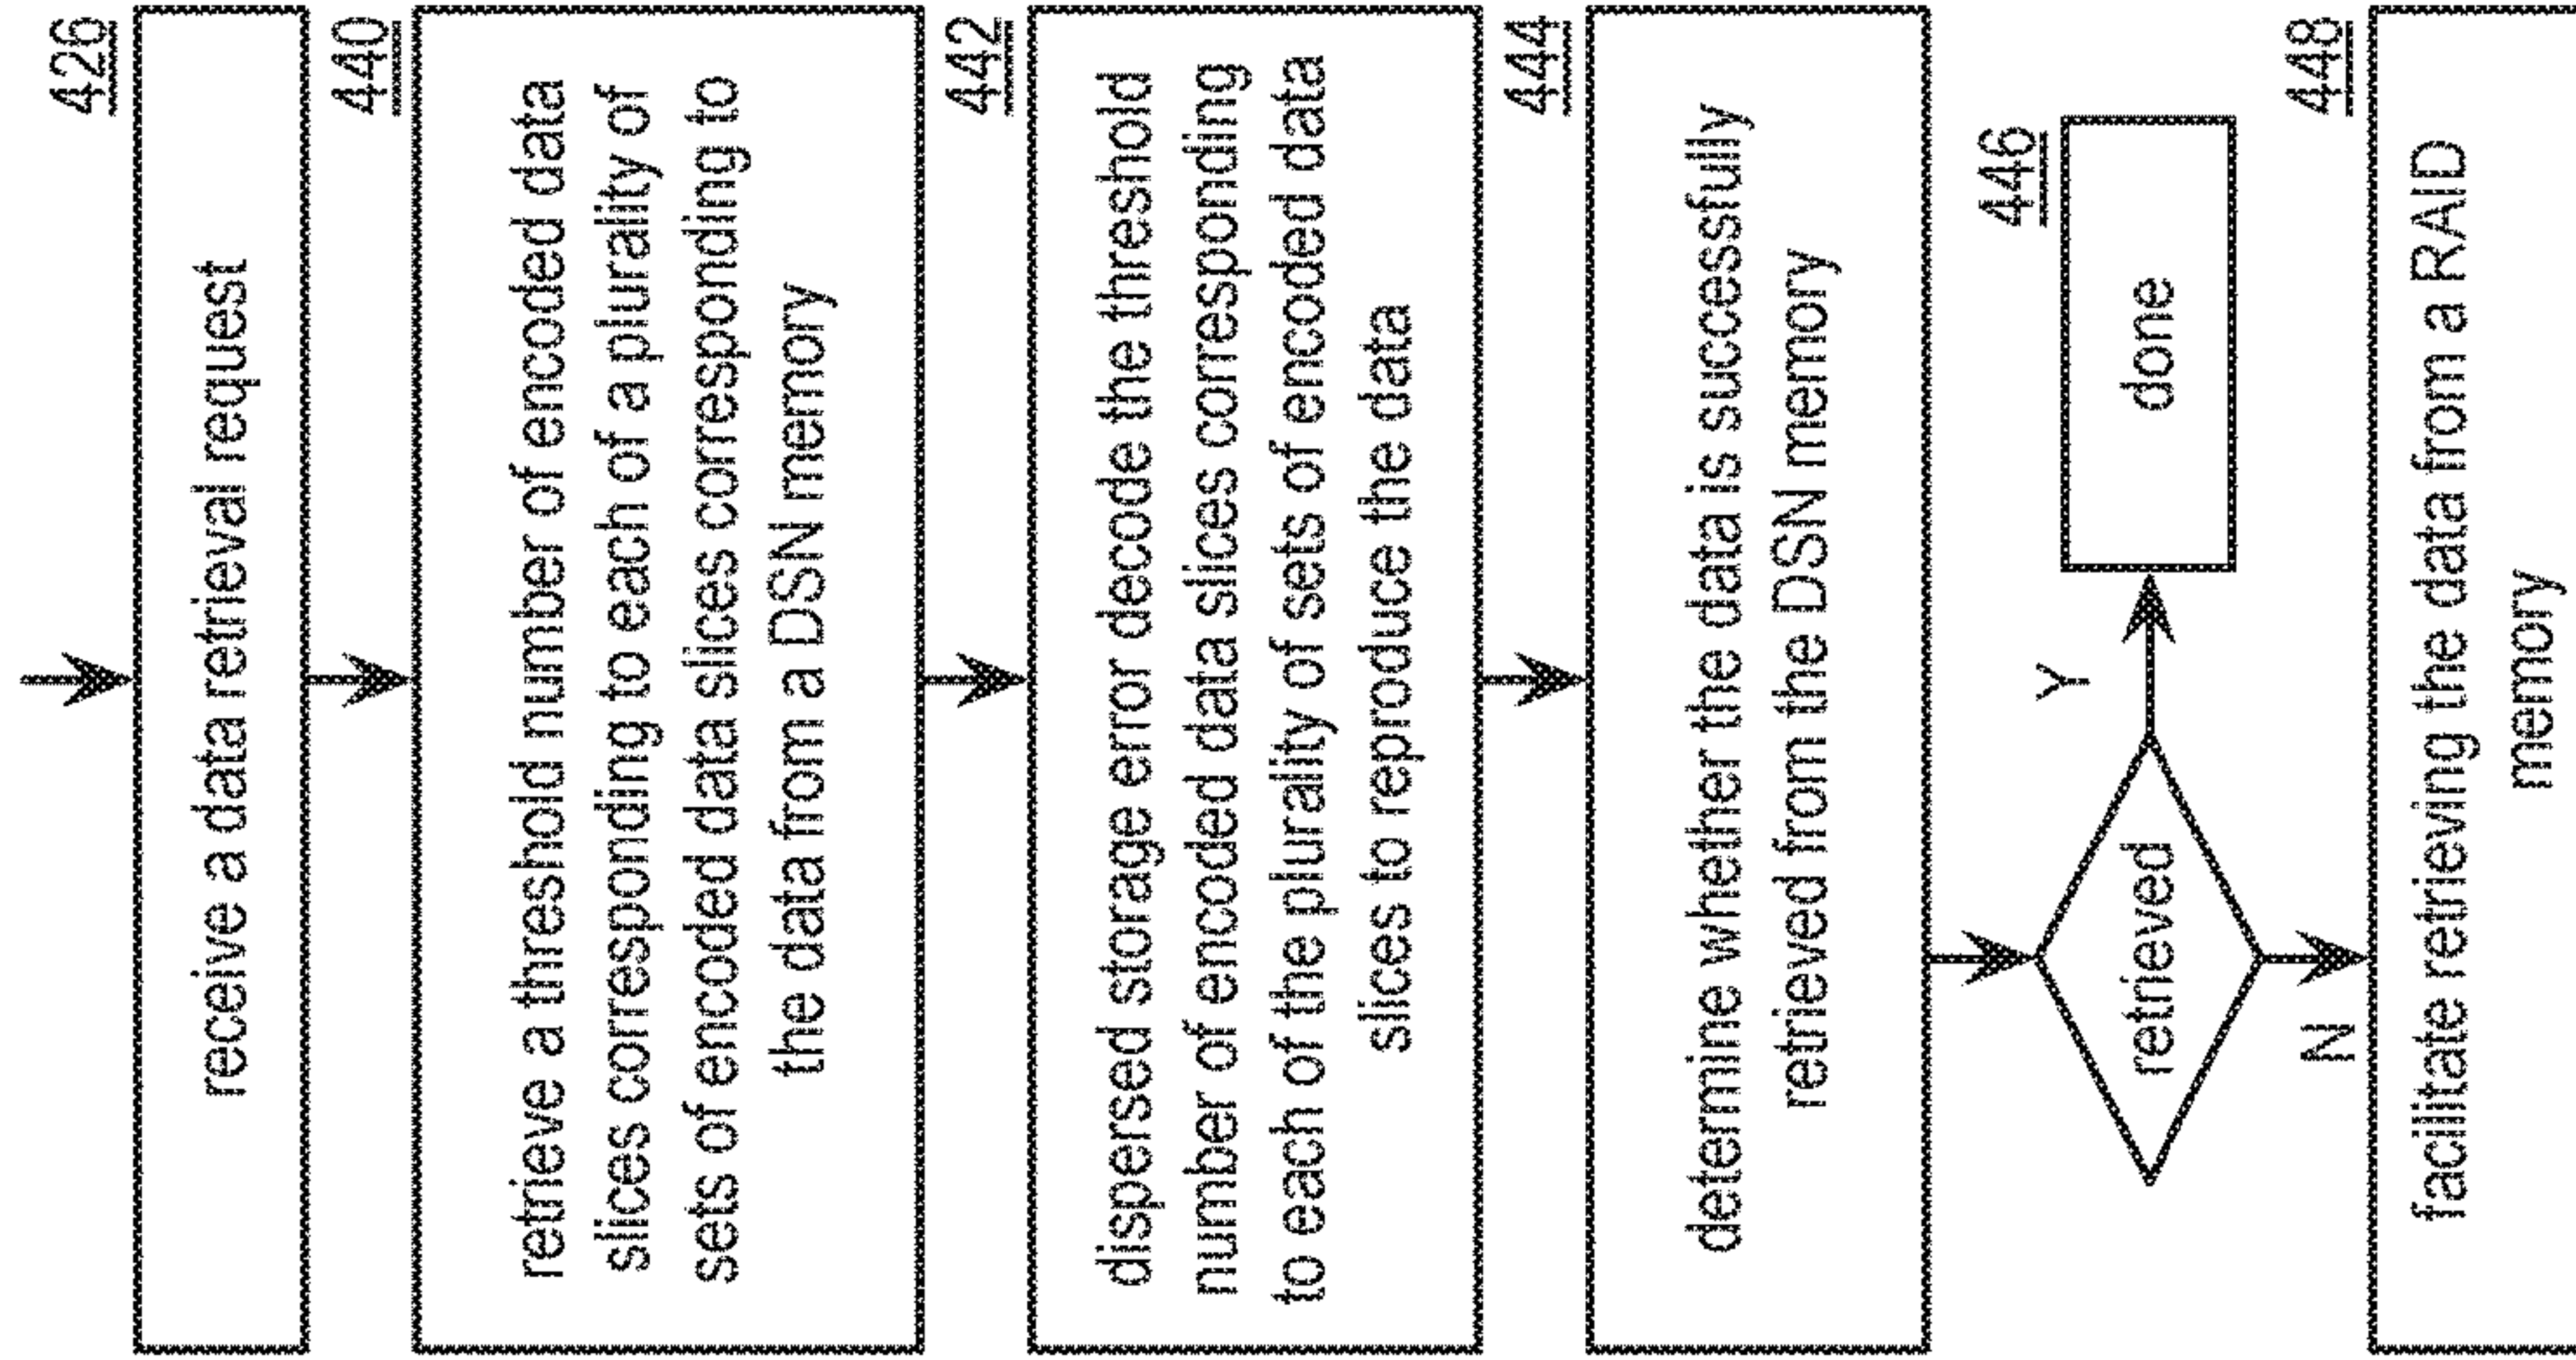 426
receive a data retrieval request
440
retrieve a threshold number of encoded data
slices corresponding to each of a plurality of
sets of encoded data slices corresponding to
the data from a DSN memory
442
dispersed storage error decode the threshold
number of encoded data slices corresponding
to each of the plurality of sets of encoded data
slices to reproduce the data
444
determine whether the data is successfully
retrieved from the DSN memory
446
retrieved
Y
done
N
448
facilitate retrieving the data from a RAID
memory